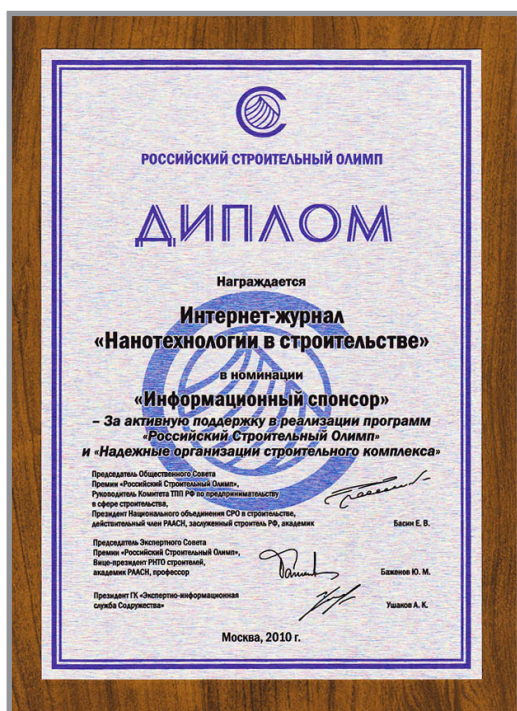 РОССИЙСКИЙ СТРОИТЕЛЬНЫЙ ОЛИМП
ДИПЛОМ
Награждается
Интернет-журнал
«Нанотехнологии в строительстве»
в номинации
«Информационный спонсор»
– За активную поддержку в реализации программ
«Российский Строительный Олимп»
и «Надежные организации строительного комплекса»
Председатель Общественного Совета
Премии «Российский Строительный Олимп»,
Руководитель Комитета ТПП РФ по предпринимательству
в сфере строительства,
Президент Национального объединения СРО в строительстве,
действительный член РААСН, заслуженный строитель РФ, академик
Басин Е. В.
Председатель Экспертного Совета
Премии «Российский Строительный Олимп»,
Вице-президент РНТО строителей,
академик РААСН, профессор
Баженов Ю. М.
Президент ГК «Экспертно-информационная
служба Содружества»
Ушаков А. К.
Москва, 2010 г.